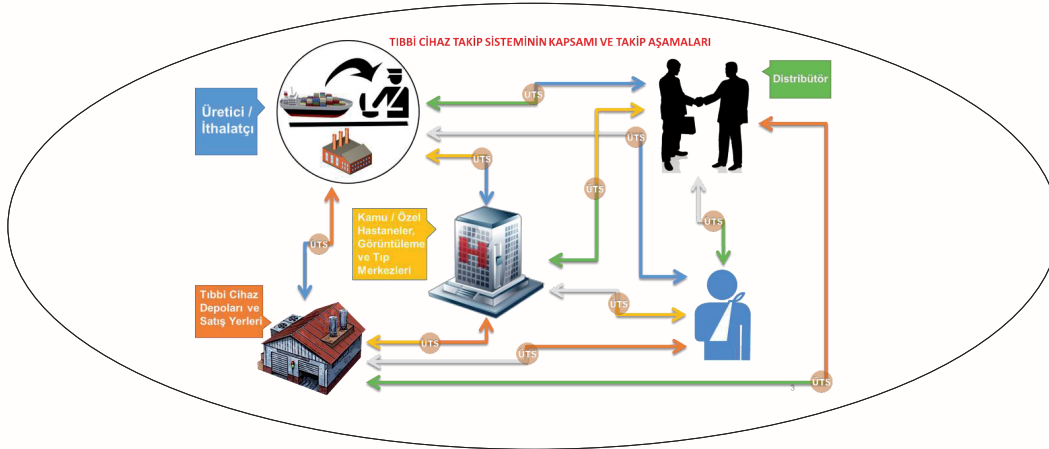 TIBBİ CİHAZ TAKİP SİSTEMİNİN KAPSAMI VE TAKİP AŞAMALARI
Üretici /
İthalatçı
Distribütör
ÜTS
ÜTS
ÜTS
ÜTS
ÜTS
Kamu / Özel
Hastaneler,
Görüntüleme
ve Tıp
Merkezleri
H
ÜTS
ÜTS
Tıbbi Cihaz
Depoları ve
Satış Yerleri
ÜTS
ÜTS
ÜTS
ÜTS
3